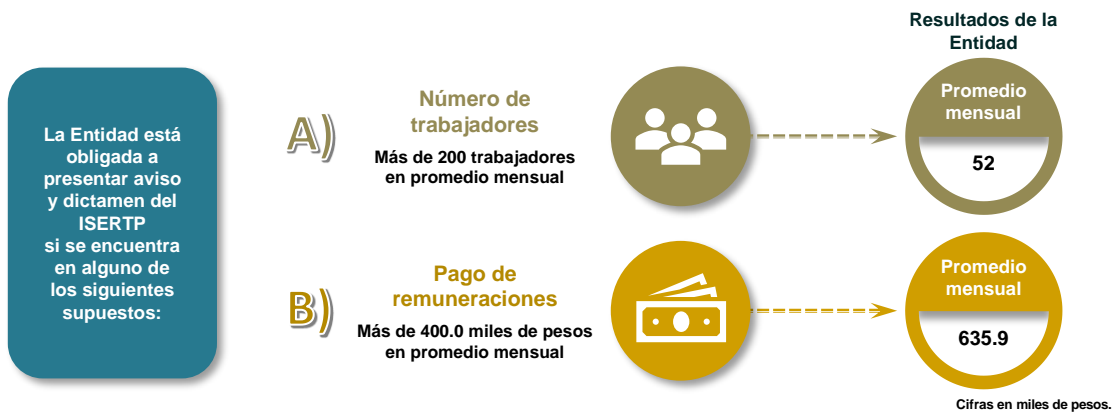 La Entidad está
obligada a
presentar aviso
y dictamen del
ISERTP
si se encuentra
en alguno de
los siguientes
supuestos:
A)
Número de
trabajadores
Más de 200 trabajadores
en promedio mensual
Resultados de la
Entidad
Promedio
mensual
52
B)
Pago de
remuneraciones
Más de 400.0 miles de pesos
en promedio mensual
Promedio
mensual
635.9
Cifras en miles de pesos.